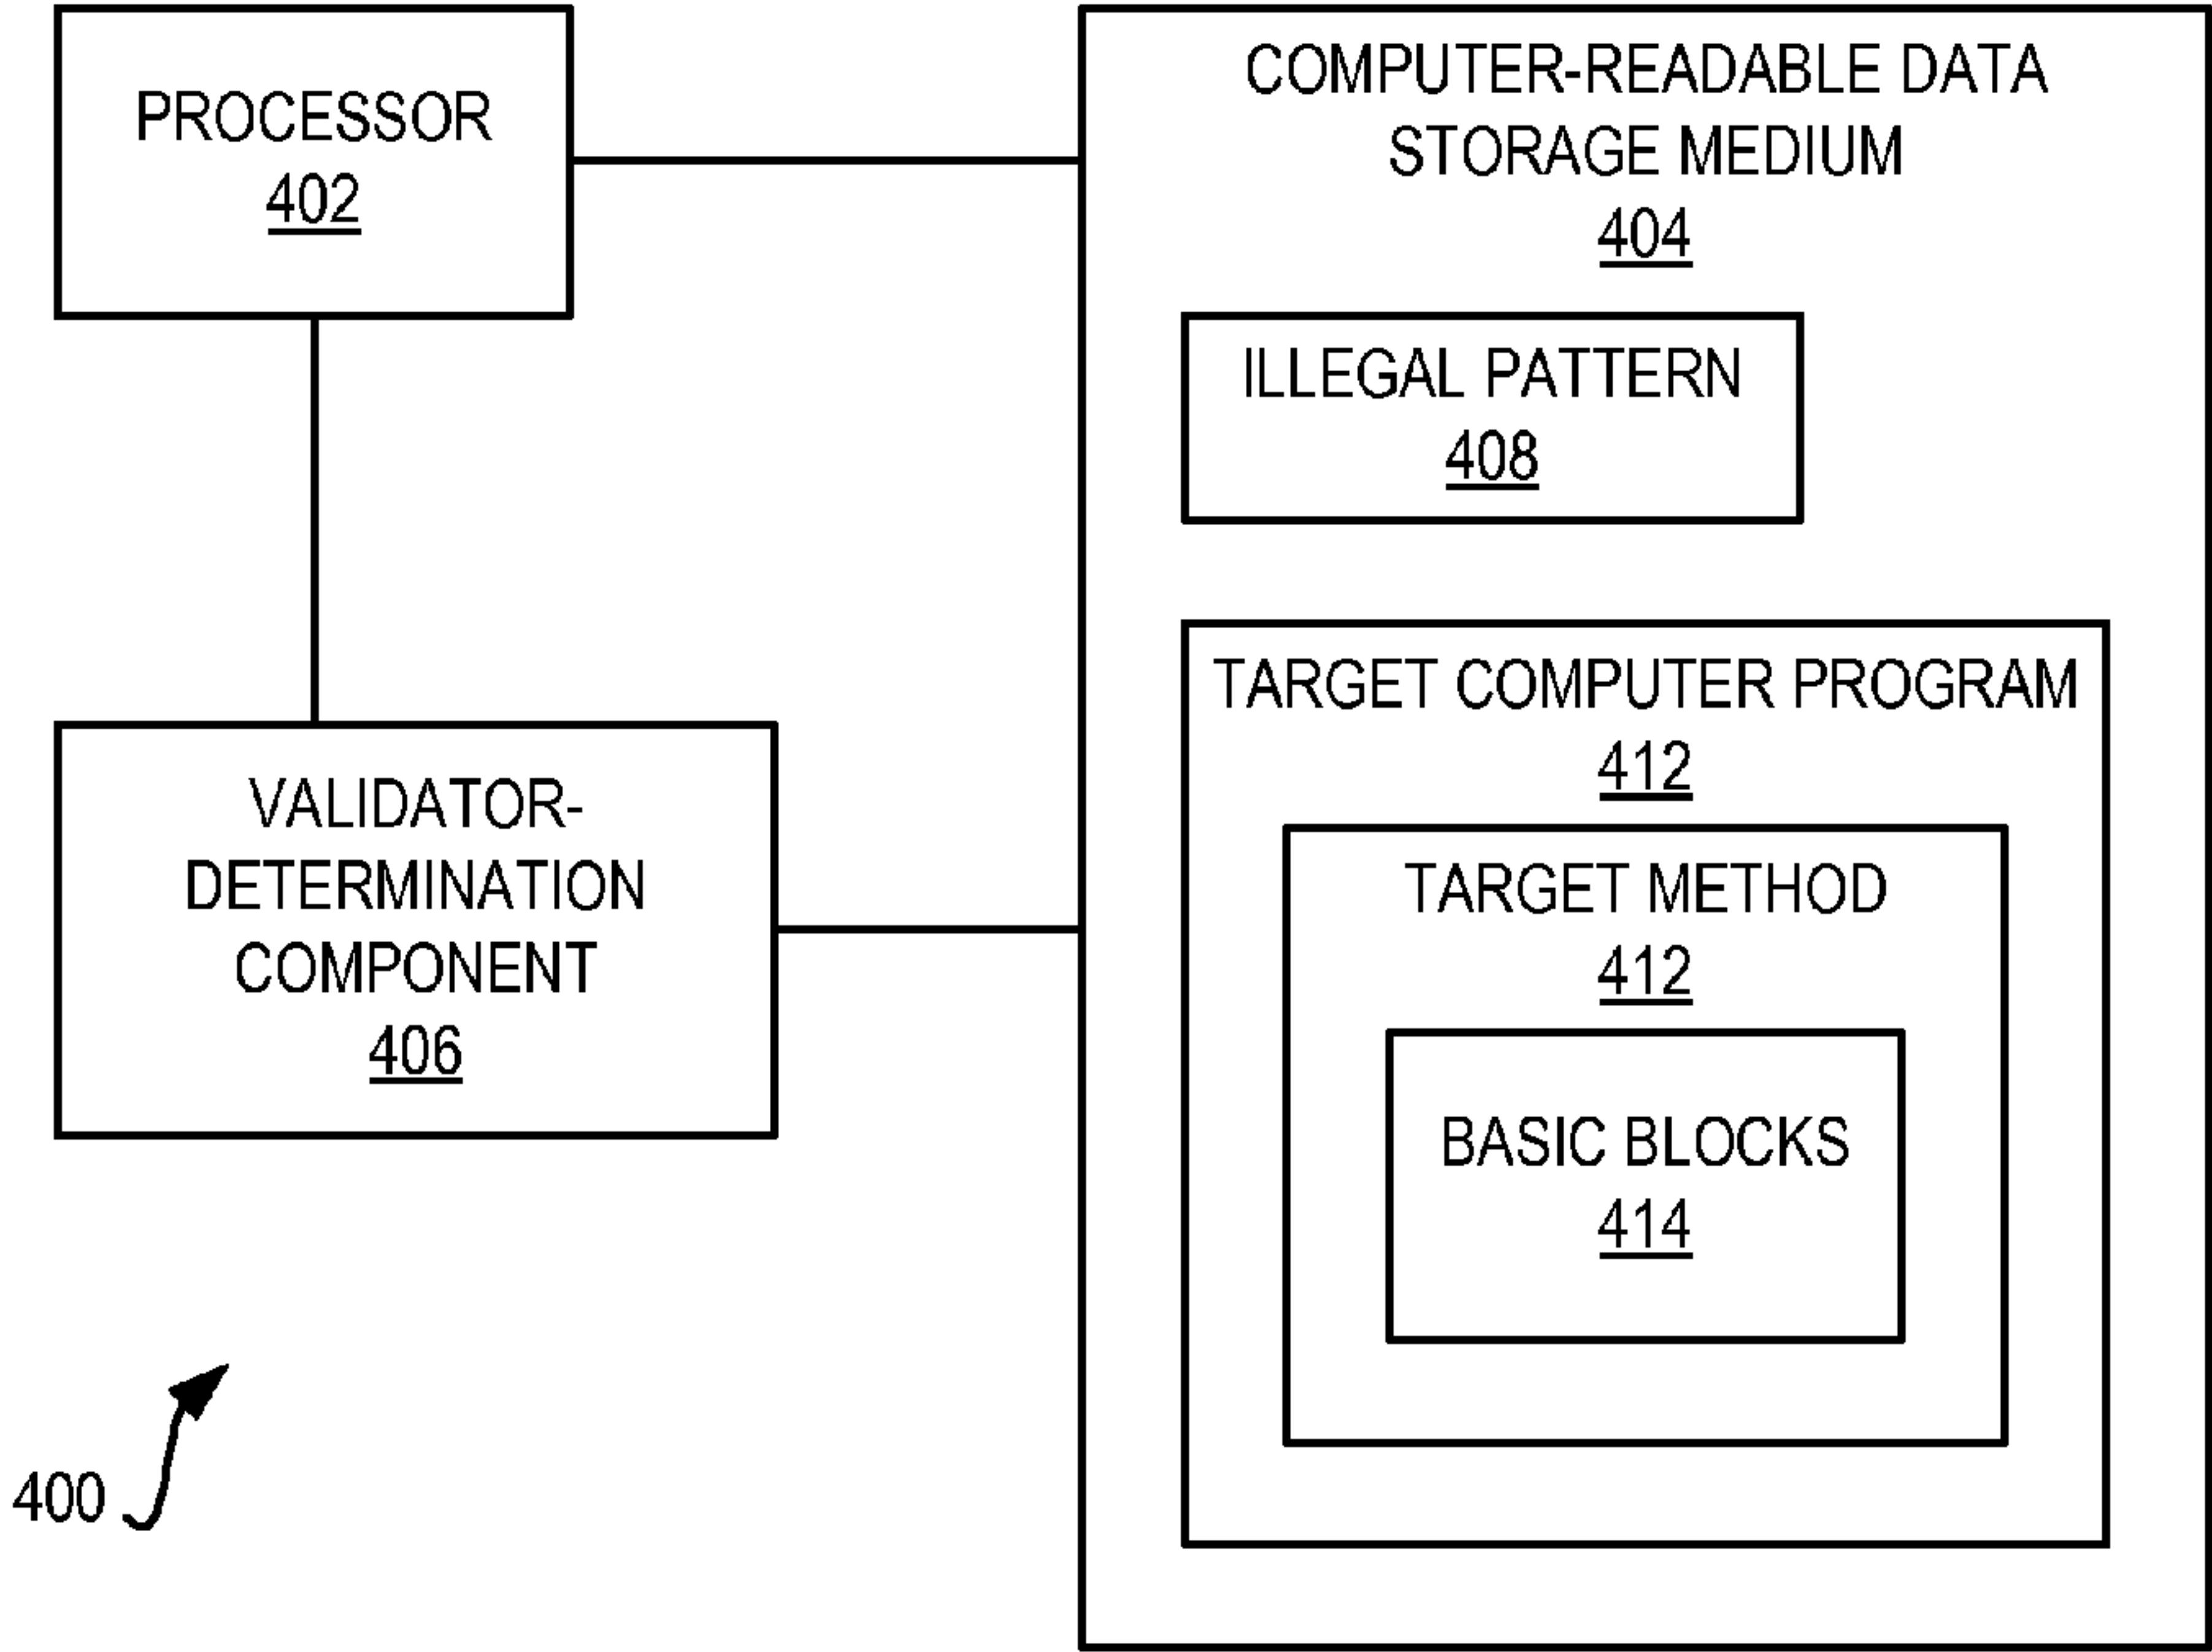 PROCESSOR
402
COMPUTER-READABLE DATA
STORAGE MEDIUM
404
ILLEGAL PATTERN
408
TARGET COMPUTER PROGRAM
412
TARGET METHOD
412
BASIC BLOCKS
414
VALIDATOR-
DETERMINATION
COMPONENT
406
400